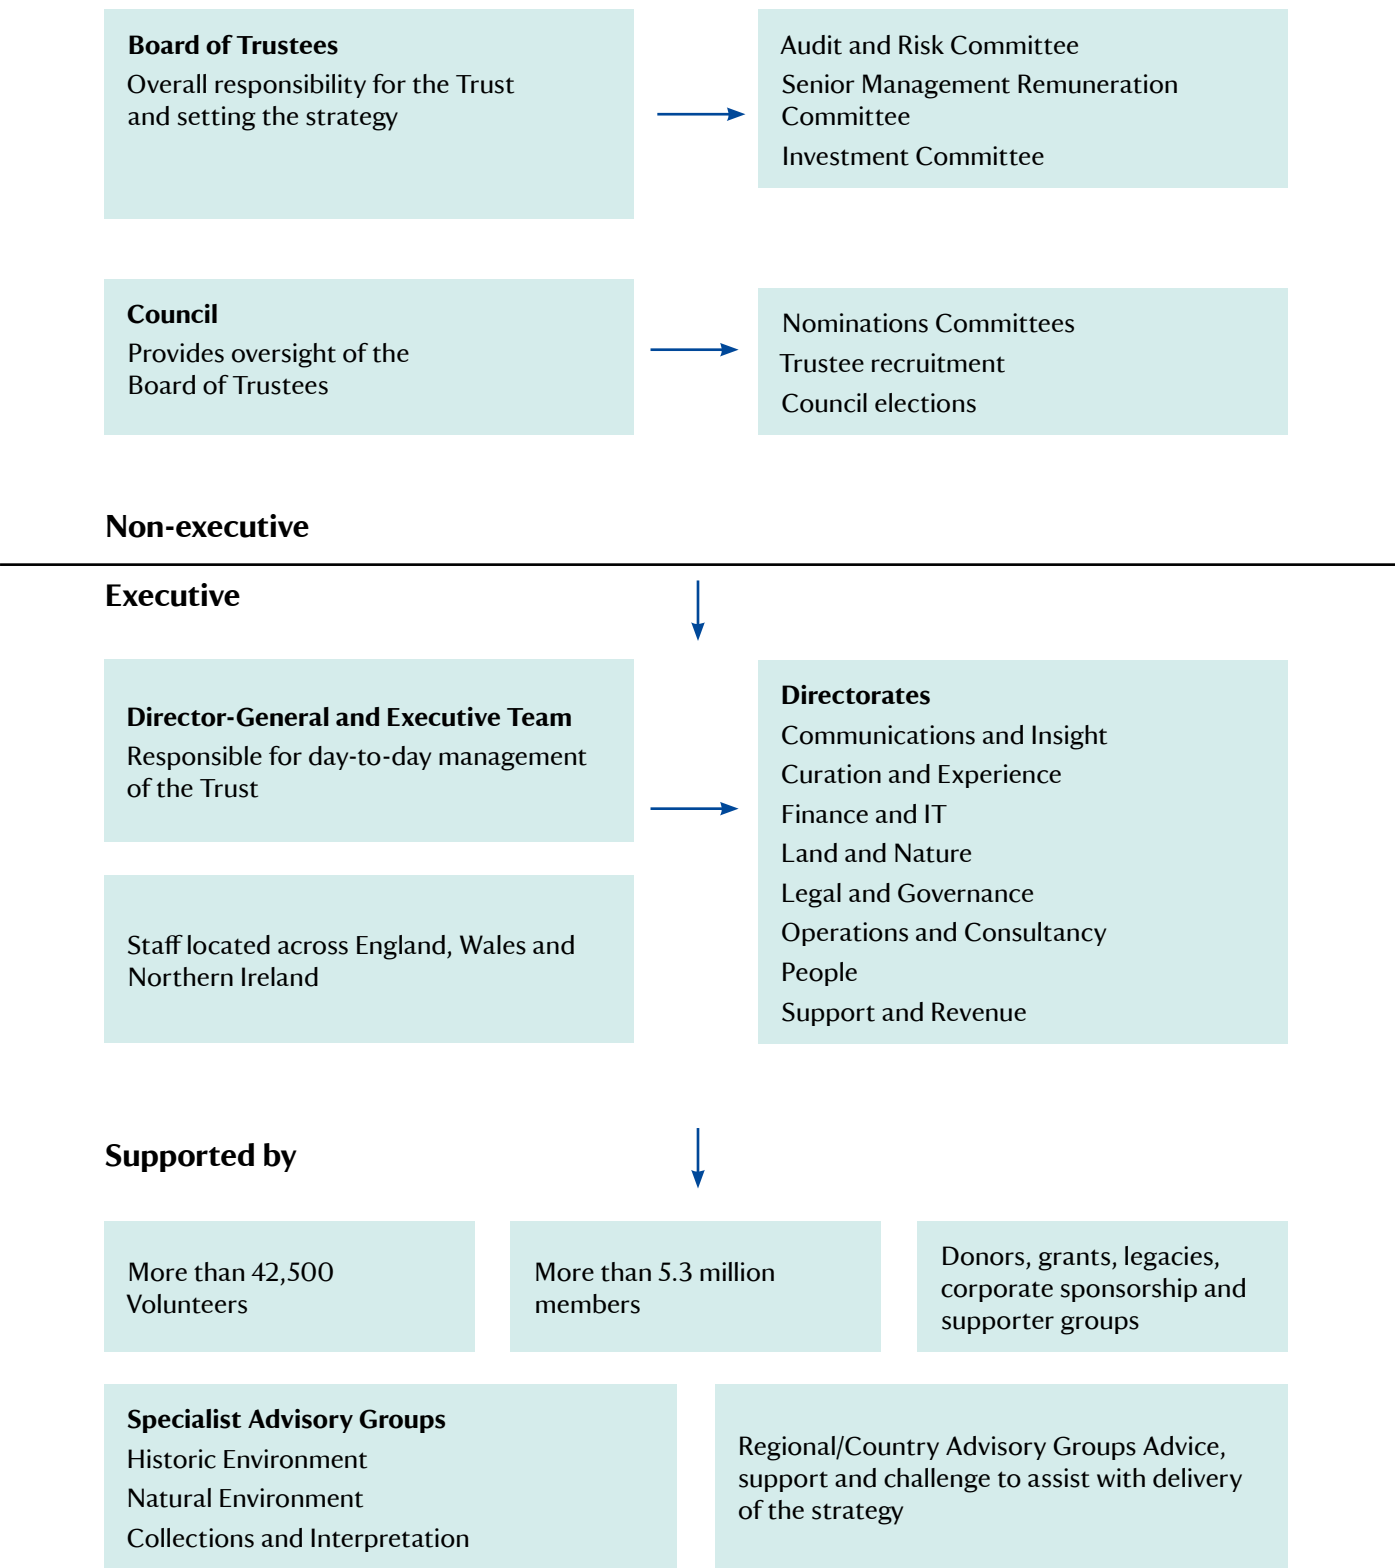 Board of Trustees
Overall responsibility for the Trust
and setting the strategy
Audit and Risk Committee
Senior Management Remuneration
Committee
Investment Committee
Council
Provides oversight of the
Board of Trustees
Nominations Committees
Trustee recruitment
Council elections
Non-executive
Executive
Director-General and Executive Team
Responsible for day-to-day management
of the Trust
Staff located across England, Wales and
Northern Ireland
Directorates
Communications and Insight
Curation and Experience
Finance and IT
Land and Nature
Legal and Governance
Operations and Consultancy
People
Support and Revenue
Supported by
More than 42,500
Volunteers
More than 5.3 million
members
Donors, grants, legacies,
corporate sponsorship and
supporter groups
Specialist Advisory Groups
Historic Environment
Natural Environment
Collections and Interpretation
Regional/Country Advisory Groups Advice,
support and challenge to assist with delivery
of the strategy